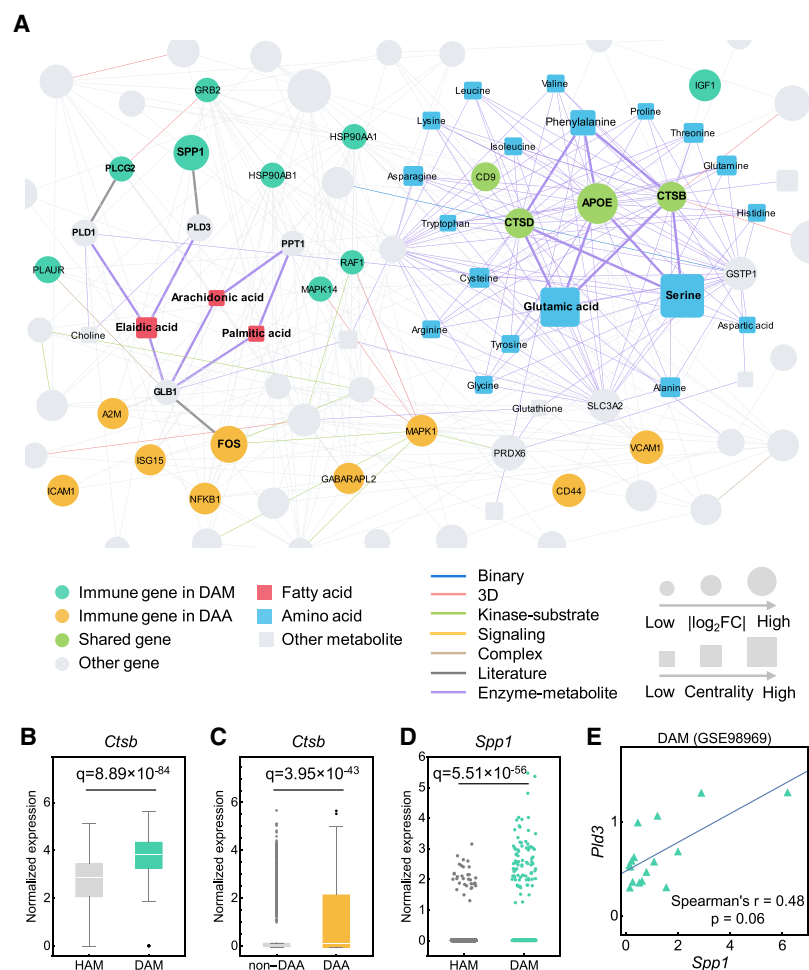 A
GRB2
IGF1
Leucine
Valine
Lysine
Proline
Phenylalanine
Threonine
HSP90AA1
Isoleucine
SPP1
PLCG2
HSP90AB1
Asparagine
CD9
Glutamine
CTSB
APOE
CTSD
Tryptophan
Histidine
PLD1
PLD3
PPT1
PLAUR
RAF1
MAPK14
Cysteine
GSTP1
Arachidonic acid
Glutamic acid
Serine
Elaidic acid
Palmitic acid
Choline
Arginine
Tyrosine
Aspartic acid
Glycine
Alanine
GLB1
Glutathione
SLC3A2
A2M
FOS
MAPK1
PRDX6
VCAM1
ISG15
ICAM1
NFKB1
GABARAPL2
CD44
Immune gene in DAM
Immune gene in DAA
Shared gene
Other gene
Fatty acid
Amino acid
Other metabolite
Binary
3D
Kinase-substrate
Signaling
Complex
Literature
Enzyme-metabolite
Low |log₂FC| High
Low Centrality High
B
Ctsb
q=8.89×10⁻⁸⁴
Normalized expression
6
4
2
0
HAM DAM
C
Ctsb
q=3.95×10⁻⁴³
Normalized expression
6
4
2
0
non−DAA DAA
D
Spp1
q=5.51×10⁻⁵⁶
Normalized expression
6
5
4
3
2
1
0
HAM DAM
E
DAM (GSE98969)
Pld3
1
0
Spearman's r = 0.48
p = 0.06
0 2 4 6
Spp1